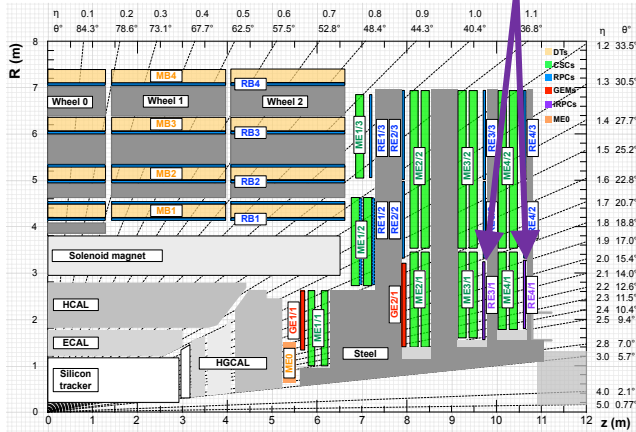 η 0.1 0.2 0.3 0.4 0.5 0.6 0.7 0.8 0.9 1.0 1.1
θ° 84.3° 78.6° 73.1° 67.7° 62.5° 57.5° 52.8° 48.4° 44.3° 40.4° 36.8° η θ°
R (m)
8
7
6
5
4
3
2
1
0
1.2 33.5°
1.3 30.5°
1.4 27.7°
1.5 25.2°
1.6 22.8°
1.7 20.7°
1.8 18.8°
1.9 17.0°
2.0 15.4°
2.1 14.0°
2.2 12.6°
2.3 11.5°
2.4 10.4°
2.5 9.4°
2.8 7.0°
3.0 5.7°
4.0 2.1°
5.0 0.77°
DTs
CSCs
RPCs
GEMs
iRPCs
ME0
MB4
RB4
Wheel 0 Wheel 1 Wheel 2
MB3
RB3
MB2
RB2
MB1
RB1
Solenoid magnet
HCAL
ECAL
Silicon
tracker
HGCAL
Steel
ME0
GE1/1
ME1/1
ME1/2
ME1/3
RE1/3
RE2/3
RE1/2
RE2/2
GE2/1
ME2/2
ME2/1
ME3/2
ME3/1
RE3/3
RE3/2
RE3/1
ME4/2
ME4/1
RE4/3
RE4/2
RE4/1
0 1 2 3 4 5 6 7 8 9 10 11 12
z (m)